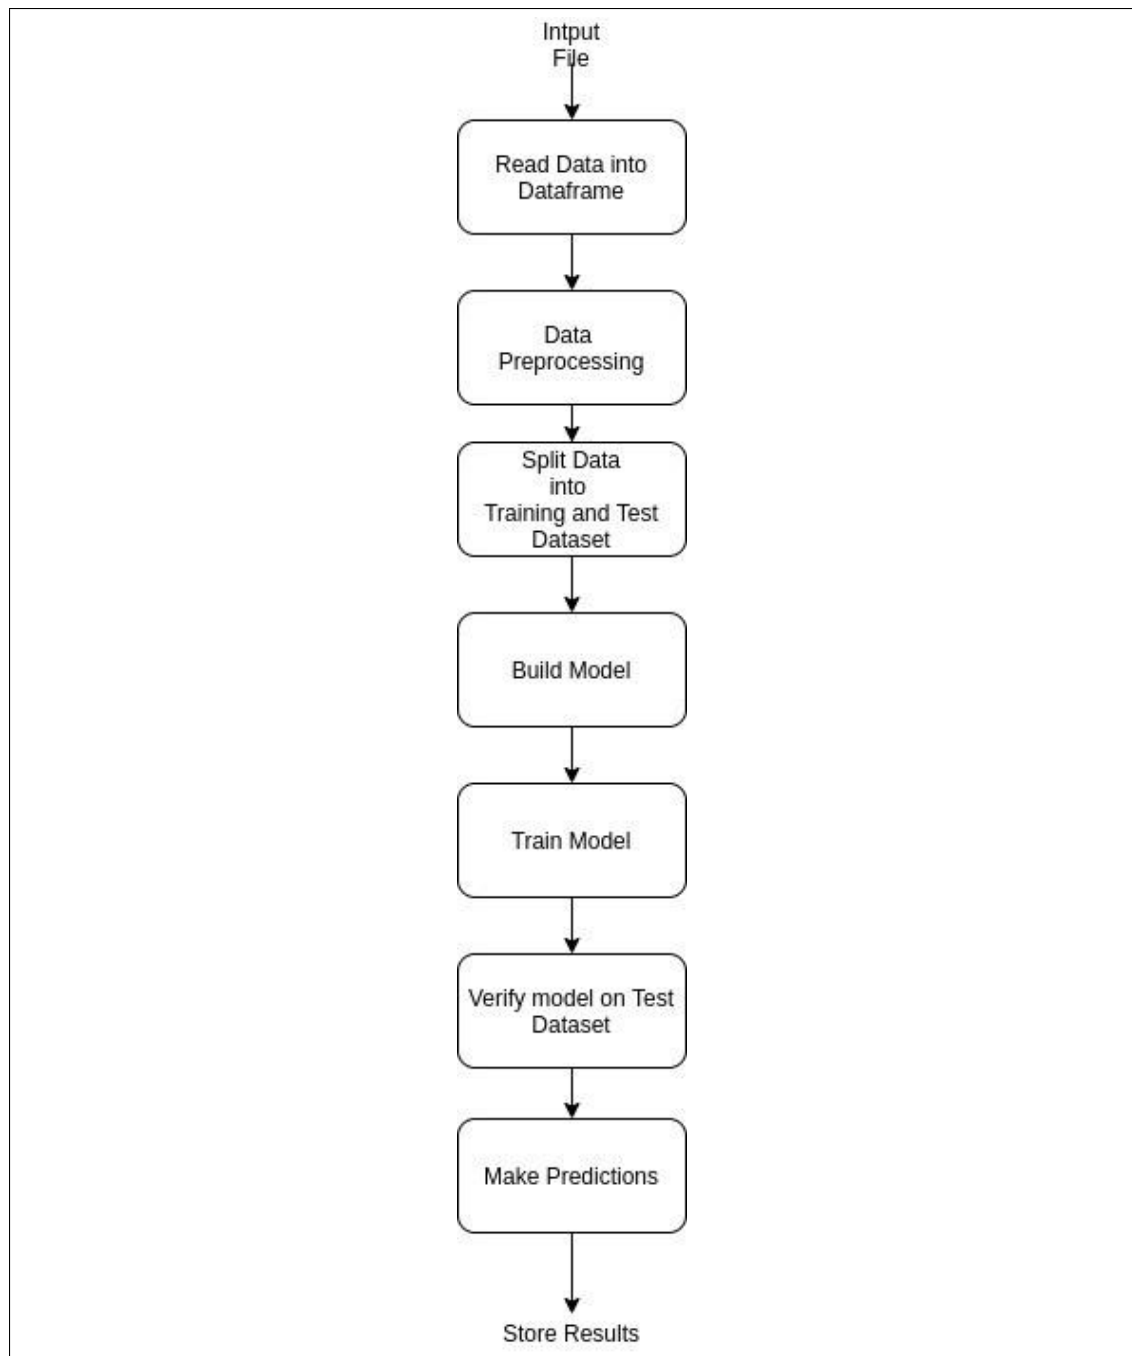 Intput
File
Read Data into
Dataframe
Data
Preprocessing
Split Data
into
Training and Test
Dataset
Build Model
Train Model
Verify model on Test
Dataset
Make Predictions
Store Results